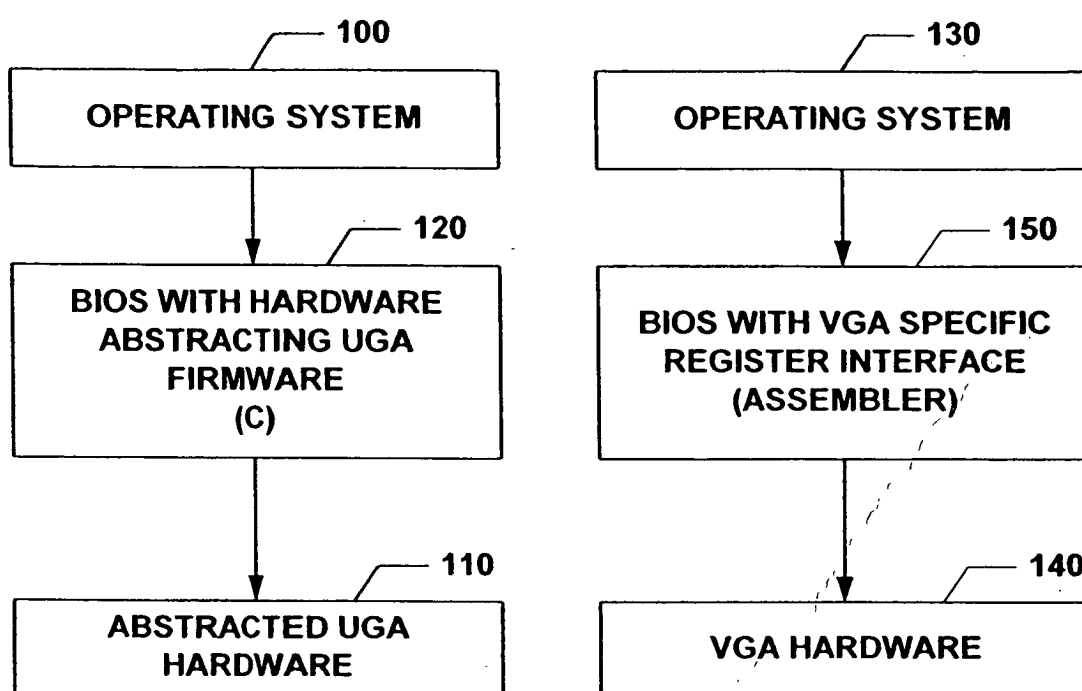 100
OPERATING SYSTEM
120
BIOS WITH HARDWARE
ABSTRACTING UGA
FIRMWARE
(C)
110
ABSTRACTED UGA
HARDWARE
130
OPERATING SYSTEM
150
BIOS WITH VGA SPECIFIC
REGISTER INTERFACE
(ASSEMBLER)
140
VGA HARDWARE